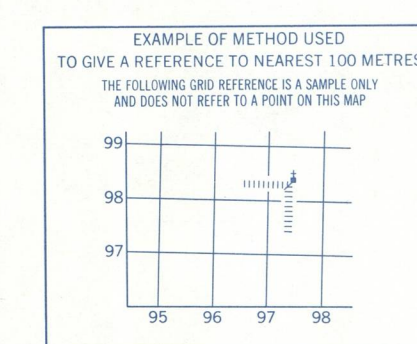 EXAMPLE OF METHOD USED
TO GIVE A REFERENCE TO NEAREST 100 METRES
THE FOLLOWING GRID REFERENCE IS A SAMPLE ONLY
AND DOES NOT REFER TO A POINT ON THIS MAP
99
98
97
95 96 97 98